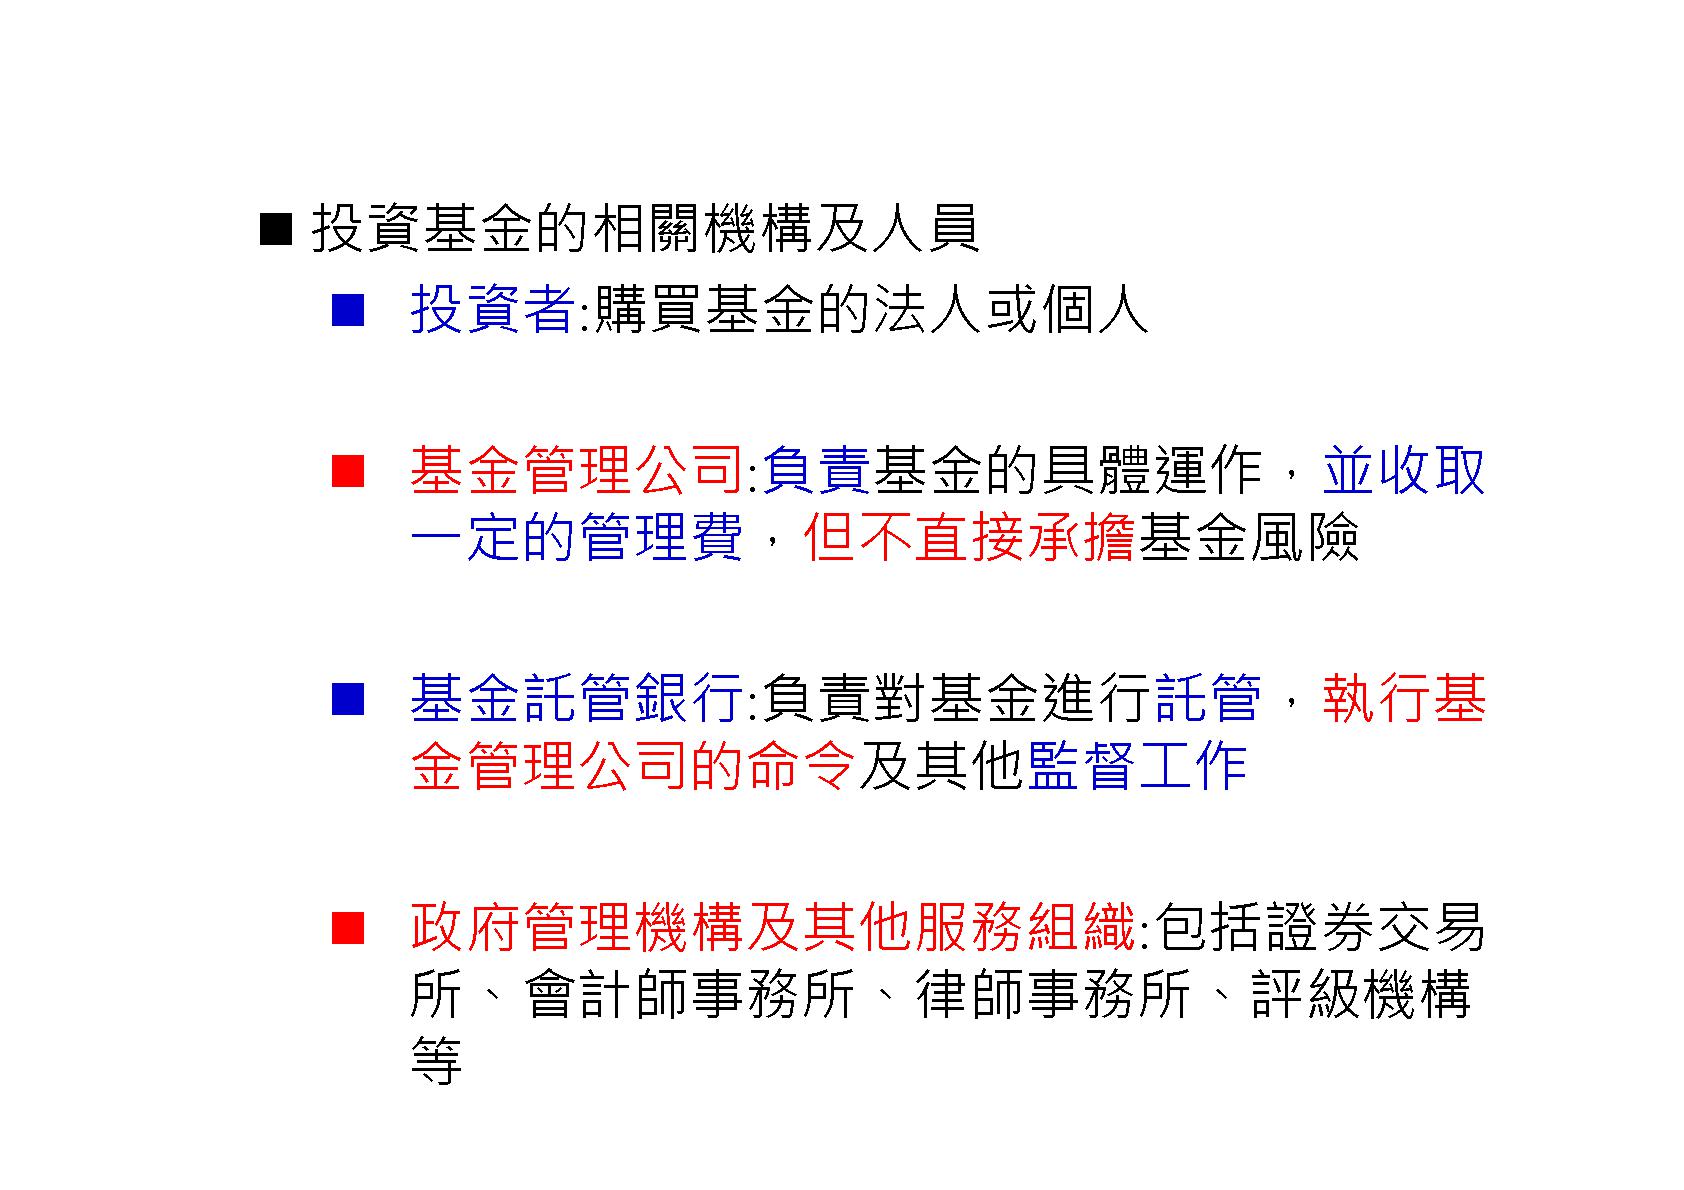 ■ 投資基金的相關機構及人員
■ 投資者:購買基金的法人或個人
■ 基金管理公司:負責基金的具體運作，並收取
一定的管理費，但不直接承擔基金風險
■ 基金託管銀行:負責對基金進行託管，執行基
金管理公司的命令及其他監督工作
■ 政府管理機構及其他服務組織:包括證券交易
所、會計師事務所、律師事務所、評級機構
等